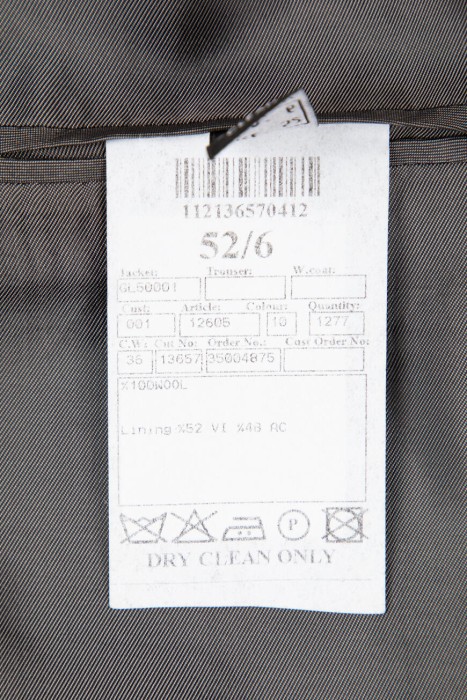 112136570412
52/6
Jacket: Trouser: W.coat:
GL50001
Cust: Article: Colour: Quantity:
001 12605 10 1277
C.W.: Cut No: Order No.: Cust Order No:
35 13657 35004875
%100WOOL
Lining %52 VI %48 AC
P
DRY CLEAN ONLY